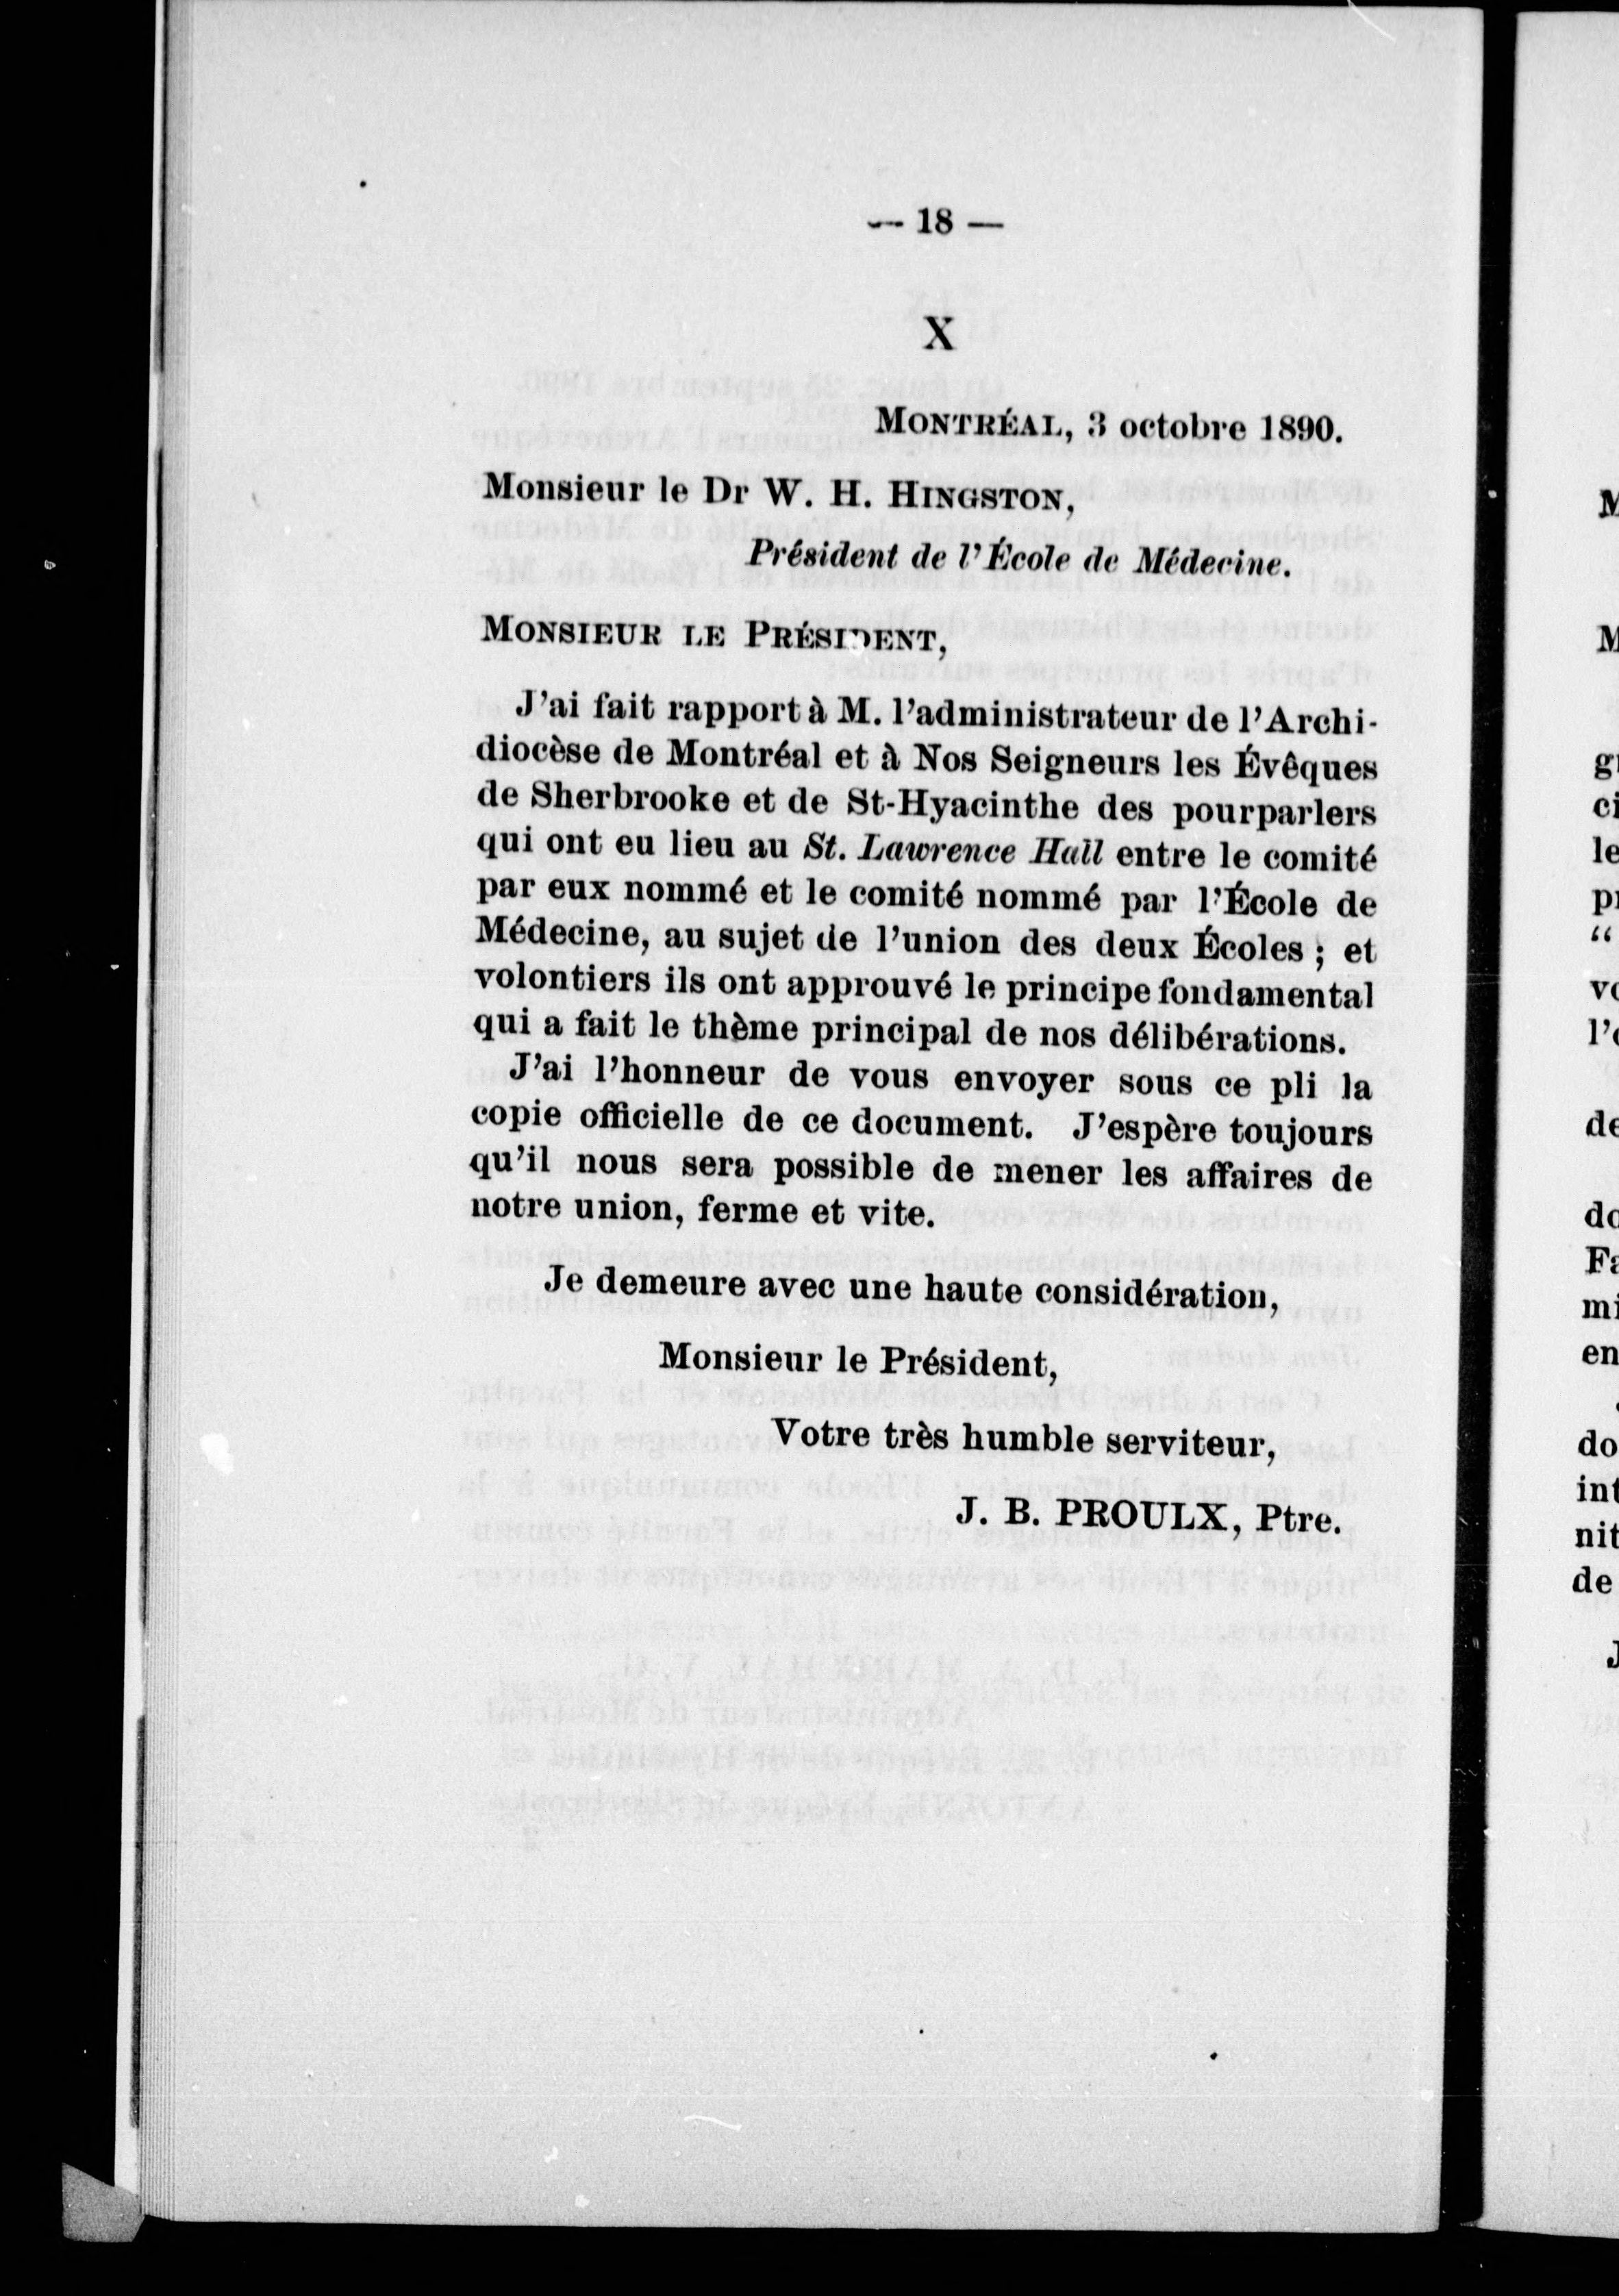 — 18 —
X
MONTRÉAL, 3 octobre 1890.
Monsieur le Dr W. H. HINGSTON,
Président de l'École de Médecine.
MONSIEUR LE PRÉSIDENT,
J'ai fait rapport à M. l'administrateur de l'Archi-
diocèse de Montréal et à Nos Seigneurs les Évêques
de Sherbrooke et de St-Hyacinthe des pourparlers
qui ont eu lieu au St. Lawrence Hall entre le comité
par eux nommé et le comité nommé par l'École de
Médecine, au sujet de l'union des deux Écoles ; et
volontiers ils ont approuvé le principe fondamental
qui a fait le thème principal de nos délibérations.
J'ai l'honneur de vous envoyer sous ce pli la
copie officielle de ce document. J'espère toujours
qu'il nous sera possible de mener les affaires de
notre union, ferme et vite.
Je demeure avec une haute considération,
Monsieur le Président,
Votre très humble serviteur,
J. B. PROULX, Ptre.